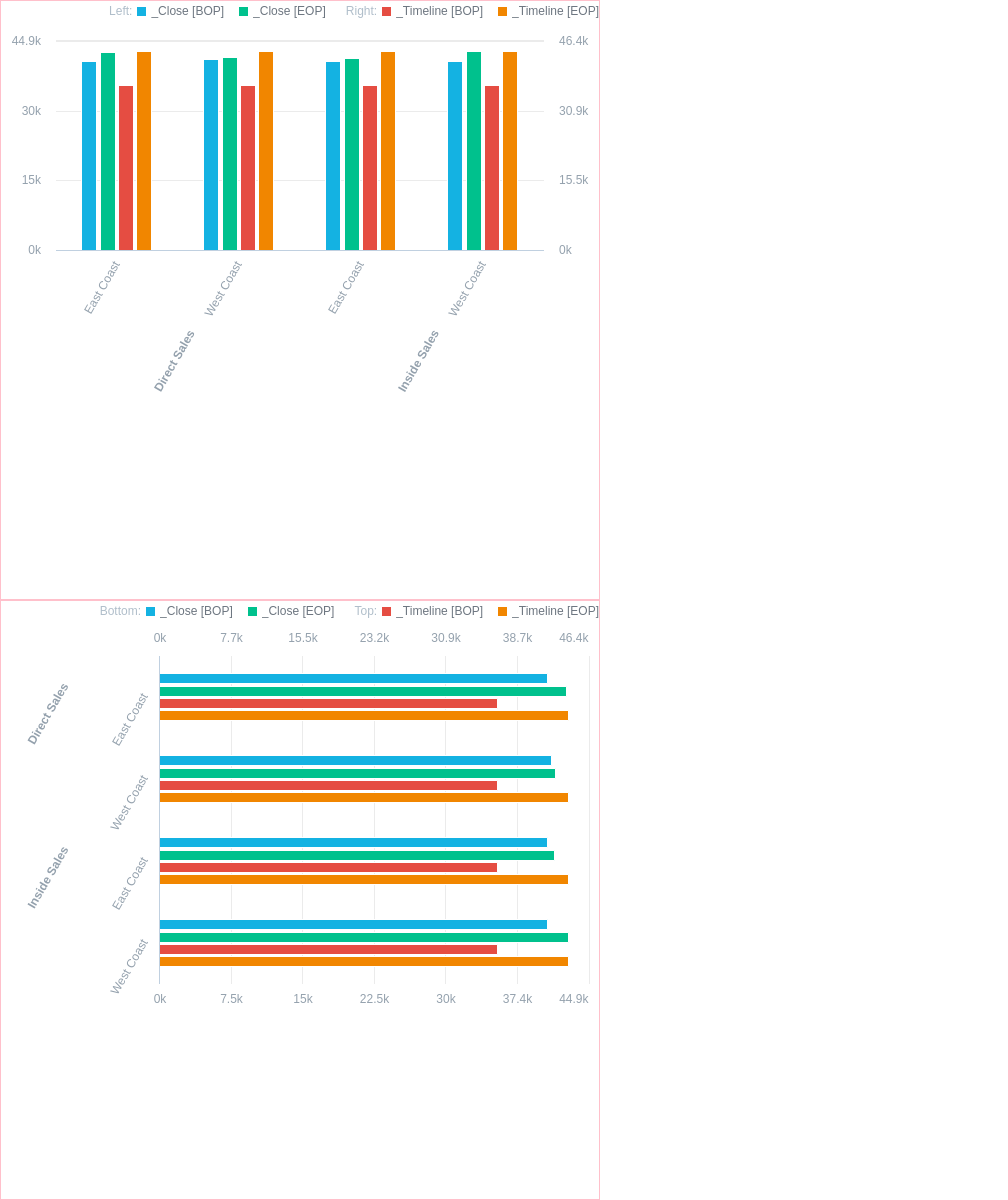 Left: _Close [BOP] _Close [EOP] Right: _Timeline [BOP] _Timeline [EOP]
44.9k 46.4k
30k 30.9k
15k 15.5k
0k 0k
East Coast West Coast East Coast West Coast
Direct Sales Inside Sales
Bottom: _Close [BOP] _Close [EOP] Top: _Timeline [BOP] _Timeline [EOP]
0k 7.7k 15.5k 23.2k 30.9k 38.7k 46.4k
Direct Sales East Coast
West Coast
Inside Sales East Coast
West Coast
0k 7.5k 15k 22.5k 30k 37.4k 44.9k